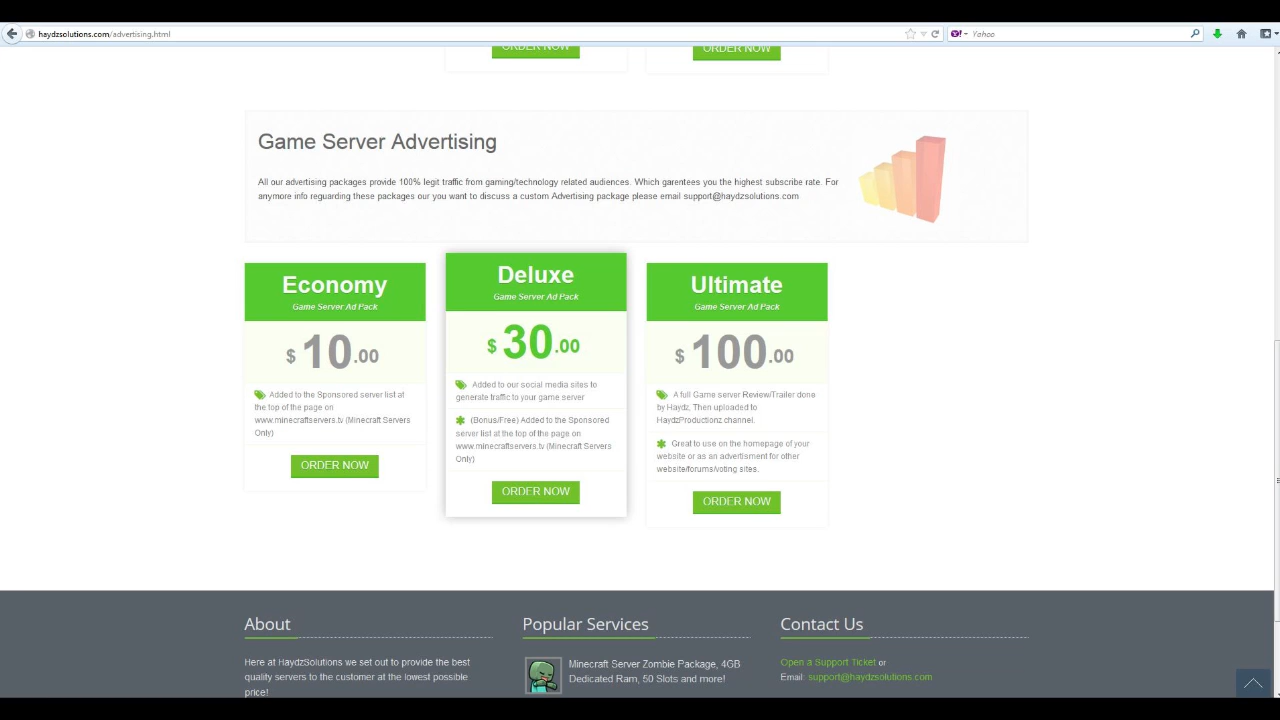 haydzsolutions.com/advertising.html
Yahoo
ORDER NOW
ORDER NOW
Game Server Advertising
All our advertising packages provide 100% legit traffic from gaming/technology related audiences. Which garentees you the highest subscribe rate. For
anymore info reguarding these packages our you want to discuss a custom Advertising package please email support@haydzsolutions.com
Economy
Game Server Ad Pack
$ 10.00
Added to the Sponsored server list at
the top of the page on
www.minecraftservers.tv (Minecraft Servers
Only)
ORDER NOW
Deluxe
Game Server Ad Pack
$ 30.00
Added to our social media sites to
generate traffic to your game server
(Bonus/Free) Added to the Sponsored
server list at the top of the page on
www.minecraftservers.tv (Minecraft Servers
Only)
ORDER NOW
Ultimate
Game Server Ad Pack
$ 100.00
A full Game server Review/Trailer done
by Haydz, Then uploaded to
HaydzProductionz channel.
Great to use on the homepage of your
website or as an advertisment for other
website/forums/voting sites.
ORDER NOW
About
Here at HaydzSolutions we set out to provide the best
quality servers to the customer at the lowest possible
price!
Popular Services
Minecraft Server Zombie Package, 4GB
Dedicated Ram, 50 Slots and more!
Contact Us
Open a Support Ticket or
Email: support@haydzsolutions.com